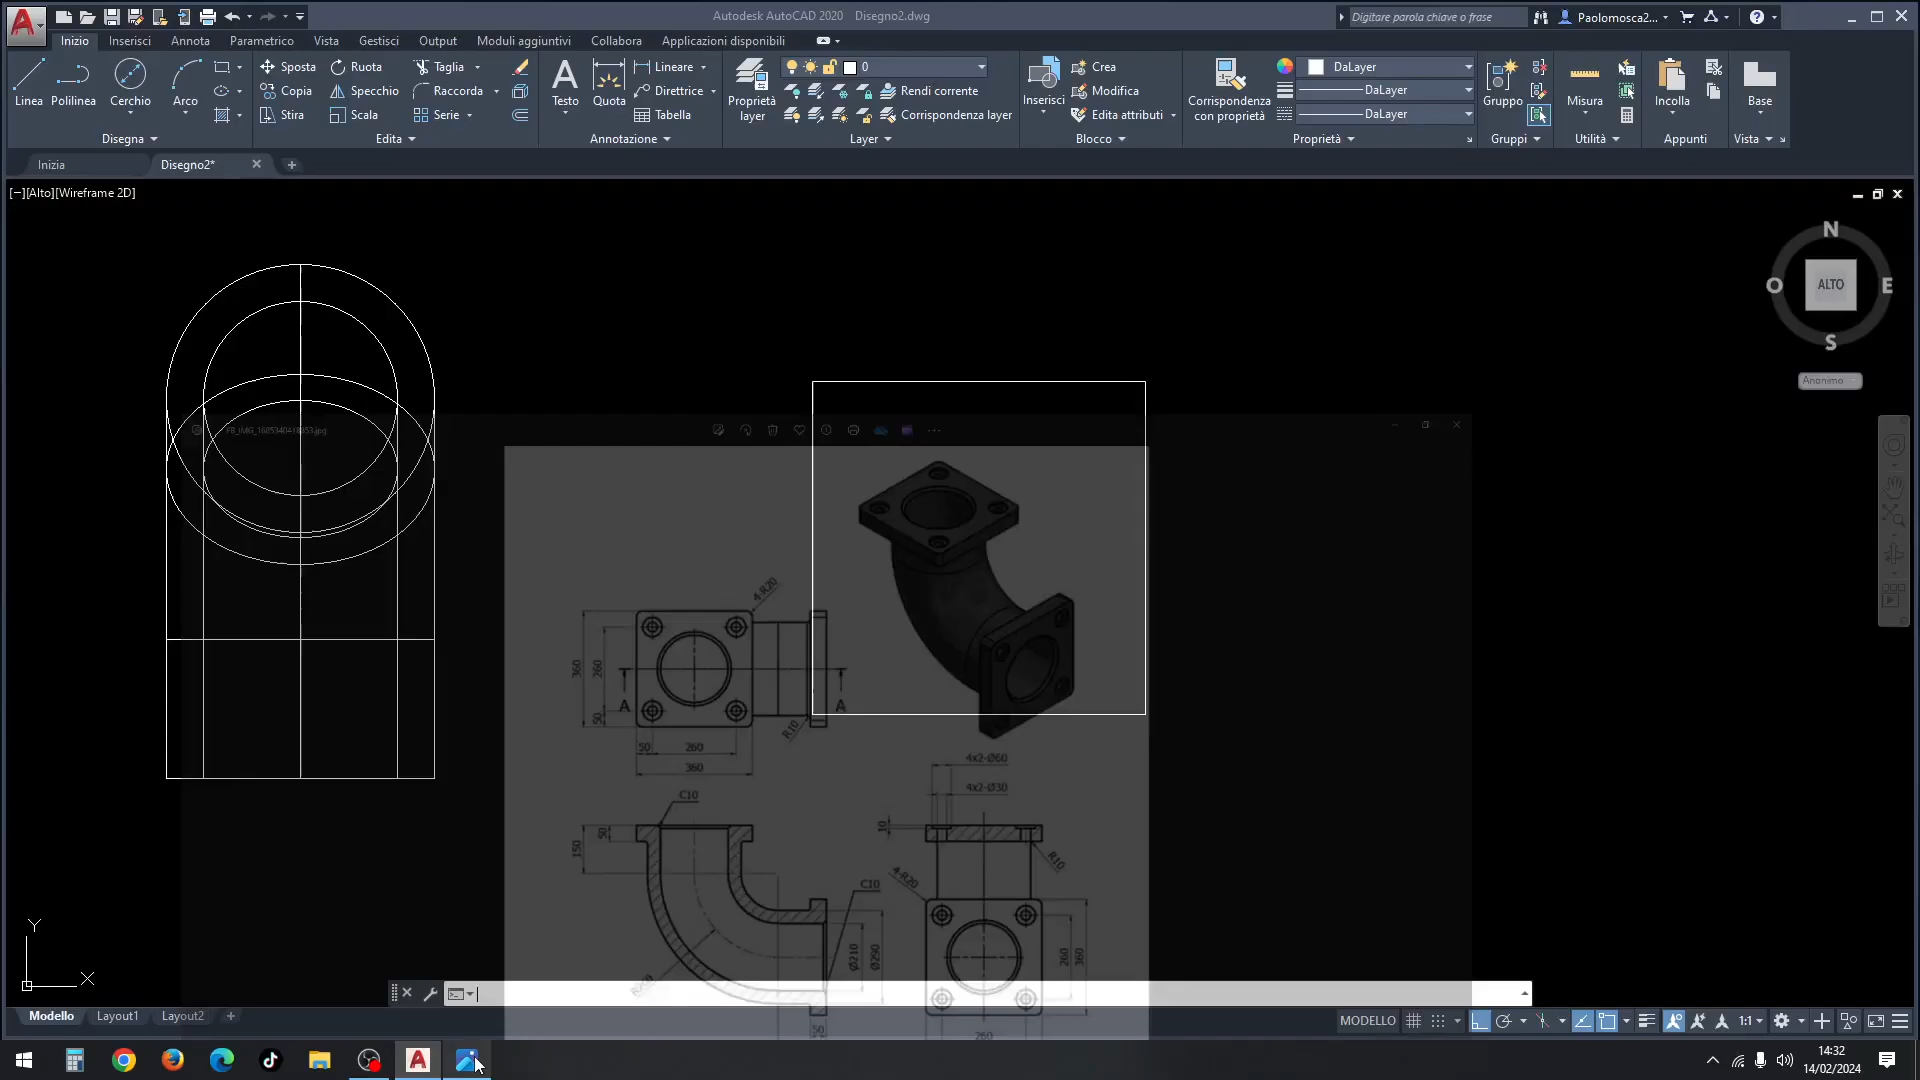 Autodesk AutoCAD 2020 Disegno2.dwg
Digitare parola chiave o frase
Paolomosca2...
Inizio Inserisci Annota Parametrico Vista Gestisci Output Moduli aggiuntivi Collabora Applicazioni disponibili
Sposta Ruota Taglia Lineare 0 Crea DaLayer
Linea Polilinea Cerchio Arco Copia Specchio Raccorda Testo Quota Direttrice Proprietà layer Rendi corrente Inserisci Modifica Corrispondenza con proprietà DaLayer Gruppo Misura Incolla Base
Stira Scala Serie Tabella Corrispondenza layer Edita attributi DaLayer
Disegna Edita Annotazione Layer Blocco Proprietà Gruppi Utilità Appunti Vista
Inizia Disegno2*
[−][Alto][Wireframe 2D]
N
O ALTO E
S
Anonimo
4-R20
360
260
50
A A
R10
50 260
360
C10
50
150
C10
Ø210
Ø290
50
4x2-Ø60
4x2-Ø30
10
R10
4-R20
260
360
260
Y
X
Modello Layout1 Layout2
MODELLO 1:1
14:32
14/02/2024